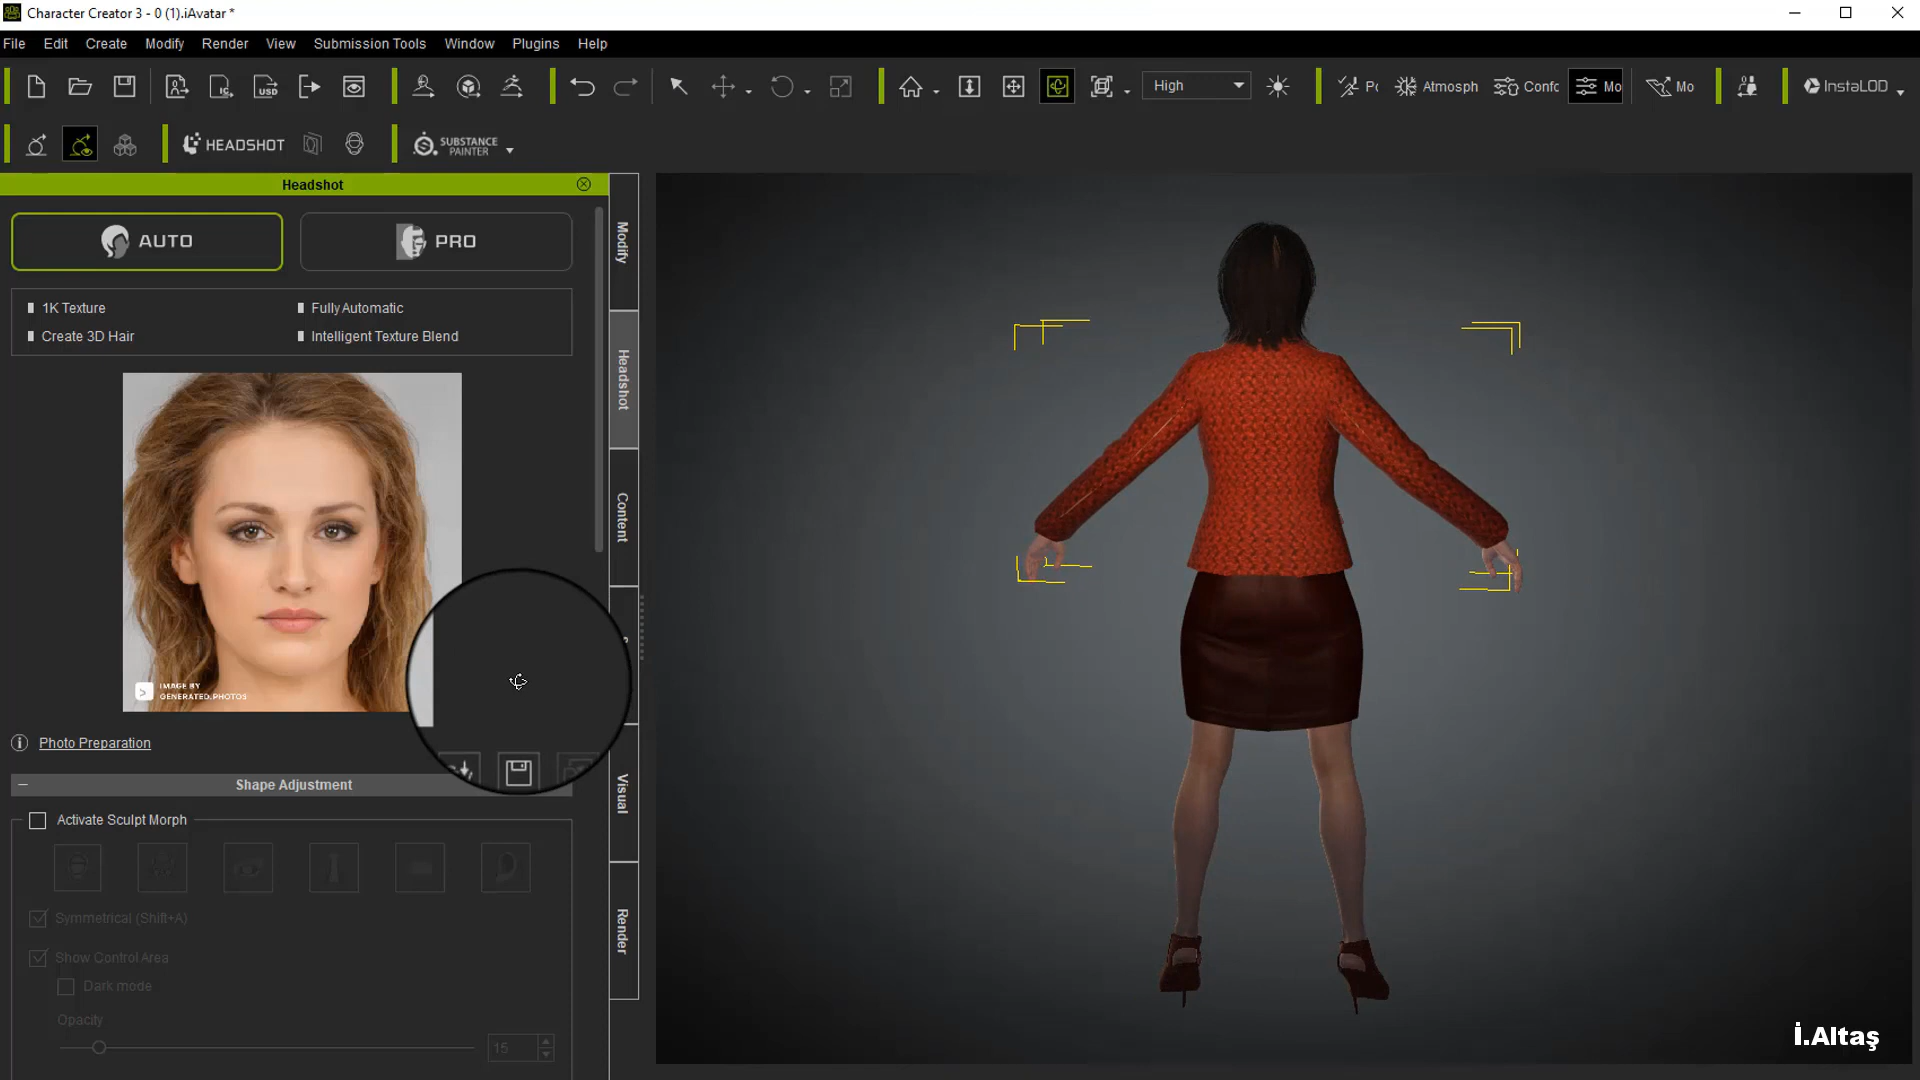 Character Creator 3 - 0 (1).iAvatar *
File Edit Create Modify Render View Submission Tools Window Plugins Help
IC
USD
High
Pc
Atmosph
Confc
Mo
Mo
InstaLOD
HEADSHOT
SUBSTANCE
PAINTER
Headshot
AUTO
PRO
1K Texture
Fully Automatic
Create 3D Hair
Intelligent Texture Blend
IMAGE BY
GENERATED.PHOTOS
Photo Preparation
Shape Adjustment
Activate Sculpt Morph
Symmetrical (Shift+A)
Show Control Area
Dark mode
Opacity
15
Modify
Headshot
Content
Visual
Render
İ.Altaş